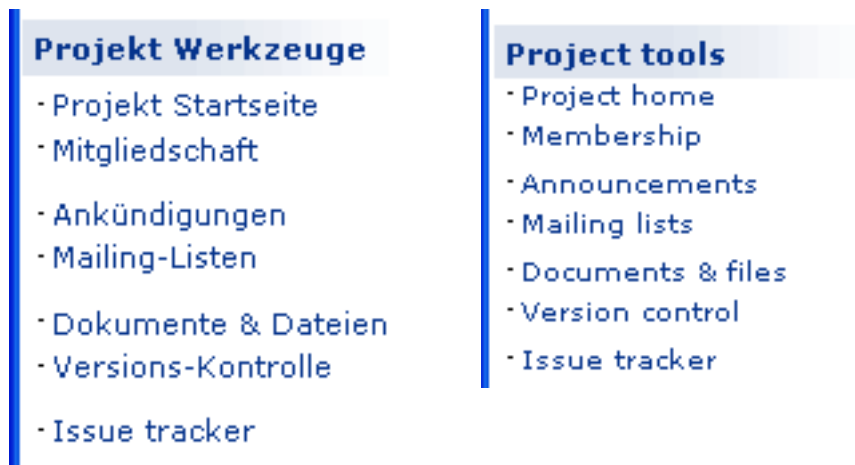 Projekt Werkzeuge
· Projekt Startseite
· Mitgliedschaft
· Ankündigungen
· Mailing-Listen
· Dokumente & Dateien
· Versions-Kontrolle
· Issue tracker
Project tools
· Project home
· Membership
· Announcements
· Mailing lists
· Documents & files
· Version control
· Issue tracker